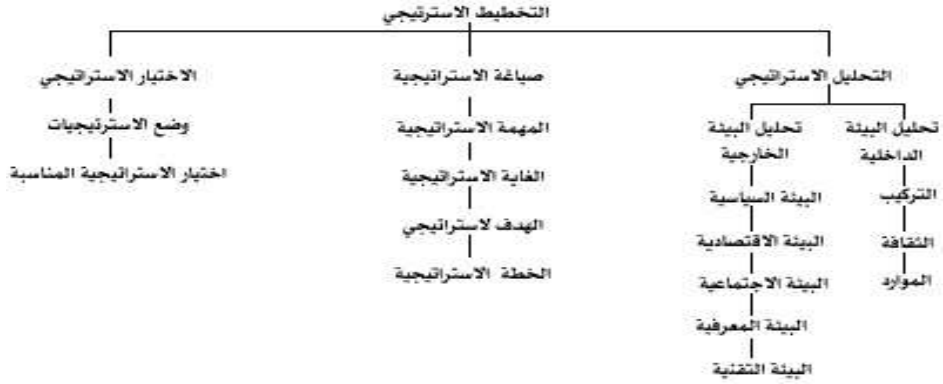 التخطيط الاسترتيجي
التحليل الاستراتيجي
تحليل البيئة
الداخلية
التركيب
الثقافة
الموارد
تحليل البيئة
الخارجية
البيئة السياسية
البيئة الاقتصادية
البيئة الاجتماعية
البيئة المعرفية
البيئة التقنية
صياغة الاستراتيجية
المهمة الاستراتيجية
الغاية الاستراتيجية
الهدف لاستراتيجي
الخطة الاستراتيجية
الاختيار الاستراتيجي
وضع الاسترتيجيات
اختيار الاستراتيجية المناسبة